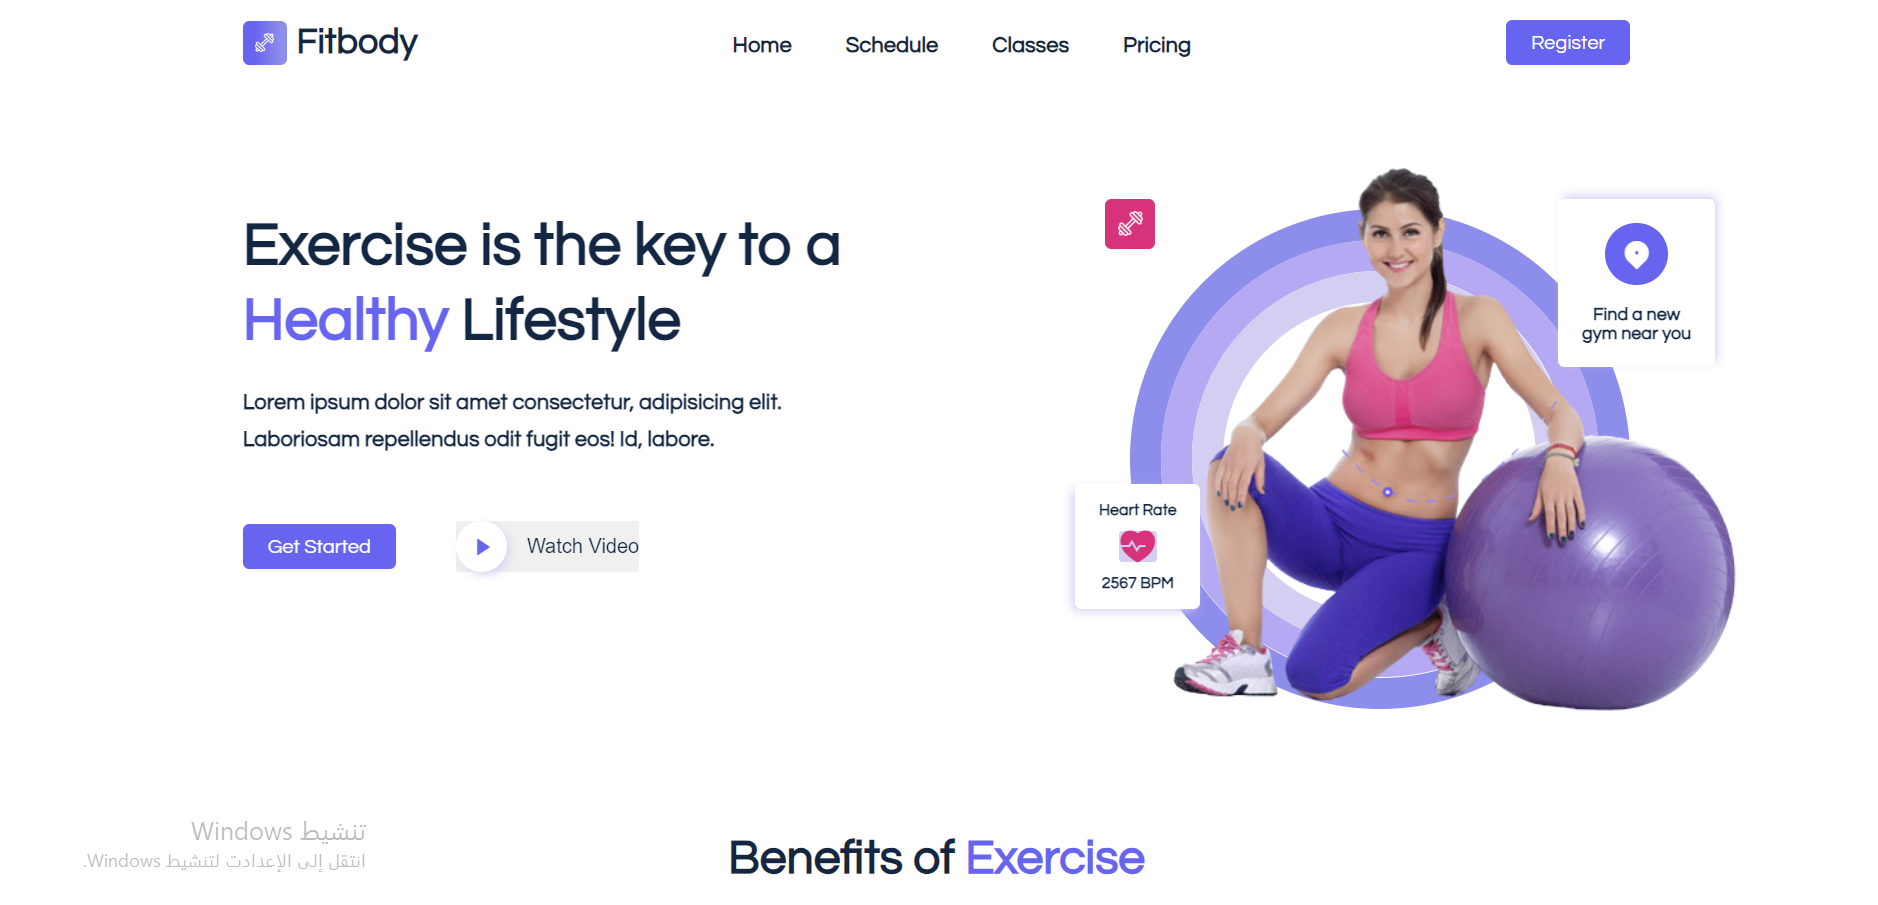 Fitbody
Home
Schedule
Classes
Pricing
Register
Exercise is the key to a
Healthy Lifestyle
Lorem ipsum dolor sit amet consectetur, adipisicing elit.
Laboriosam repellendus odit fugit eos! Id, labore.
Get Started
Watch Video
Find a new
gym near you
Heart Rate
2567 BPM
تنشيط Windows
انتقل إلى الإعدادت لتنشيط Windows.
Benefits of Exercise